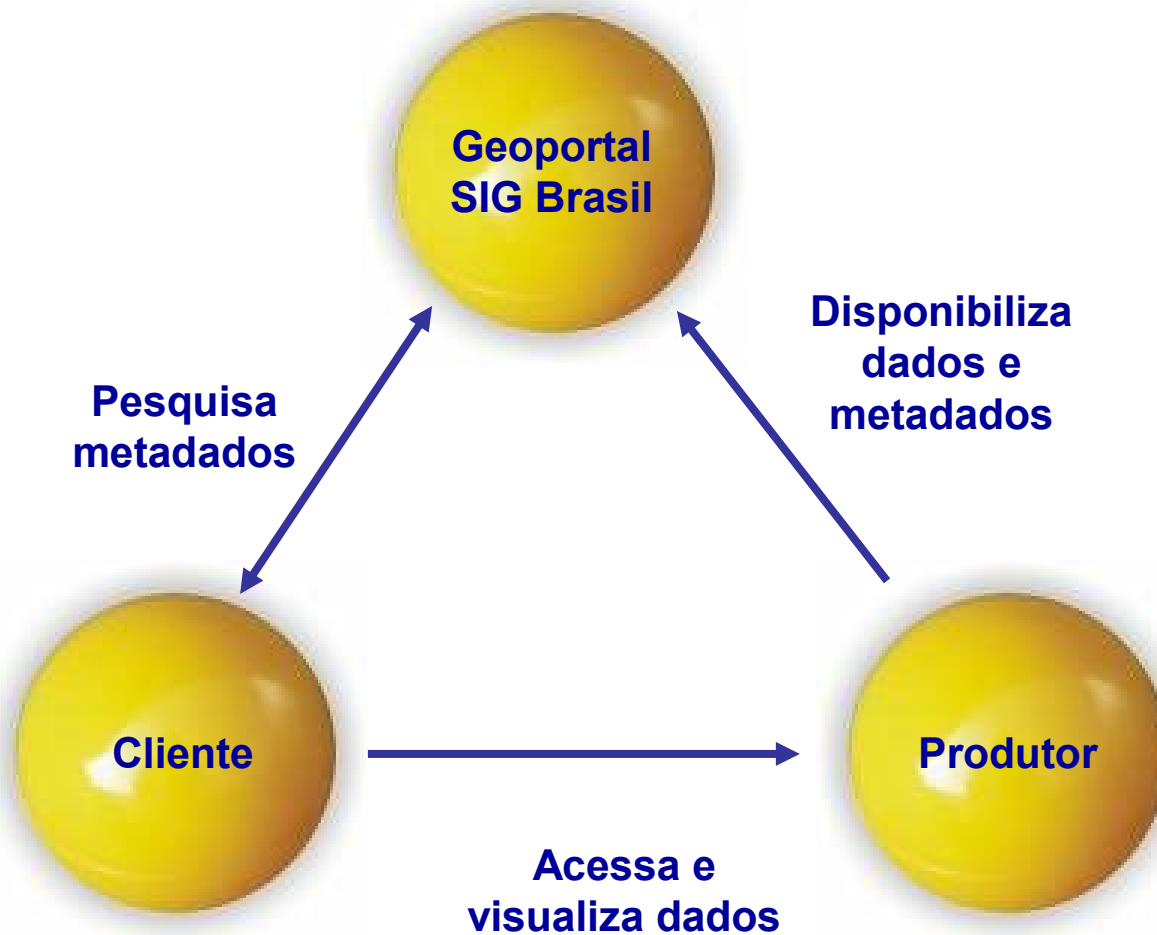 Geoportal
SIG Brasil
Disponibiliza
dados e
metadados
Pesquisa
metadados
Cliente
Produtor
Acessa e
visualiza dados